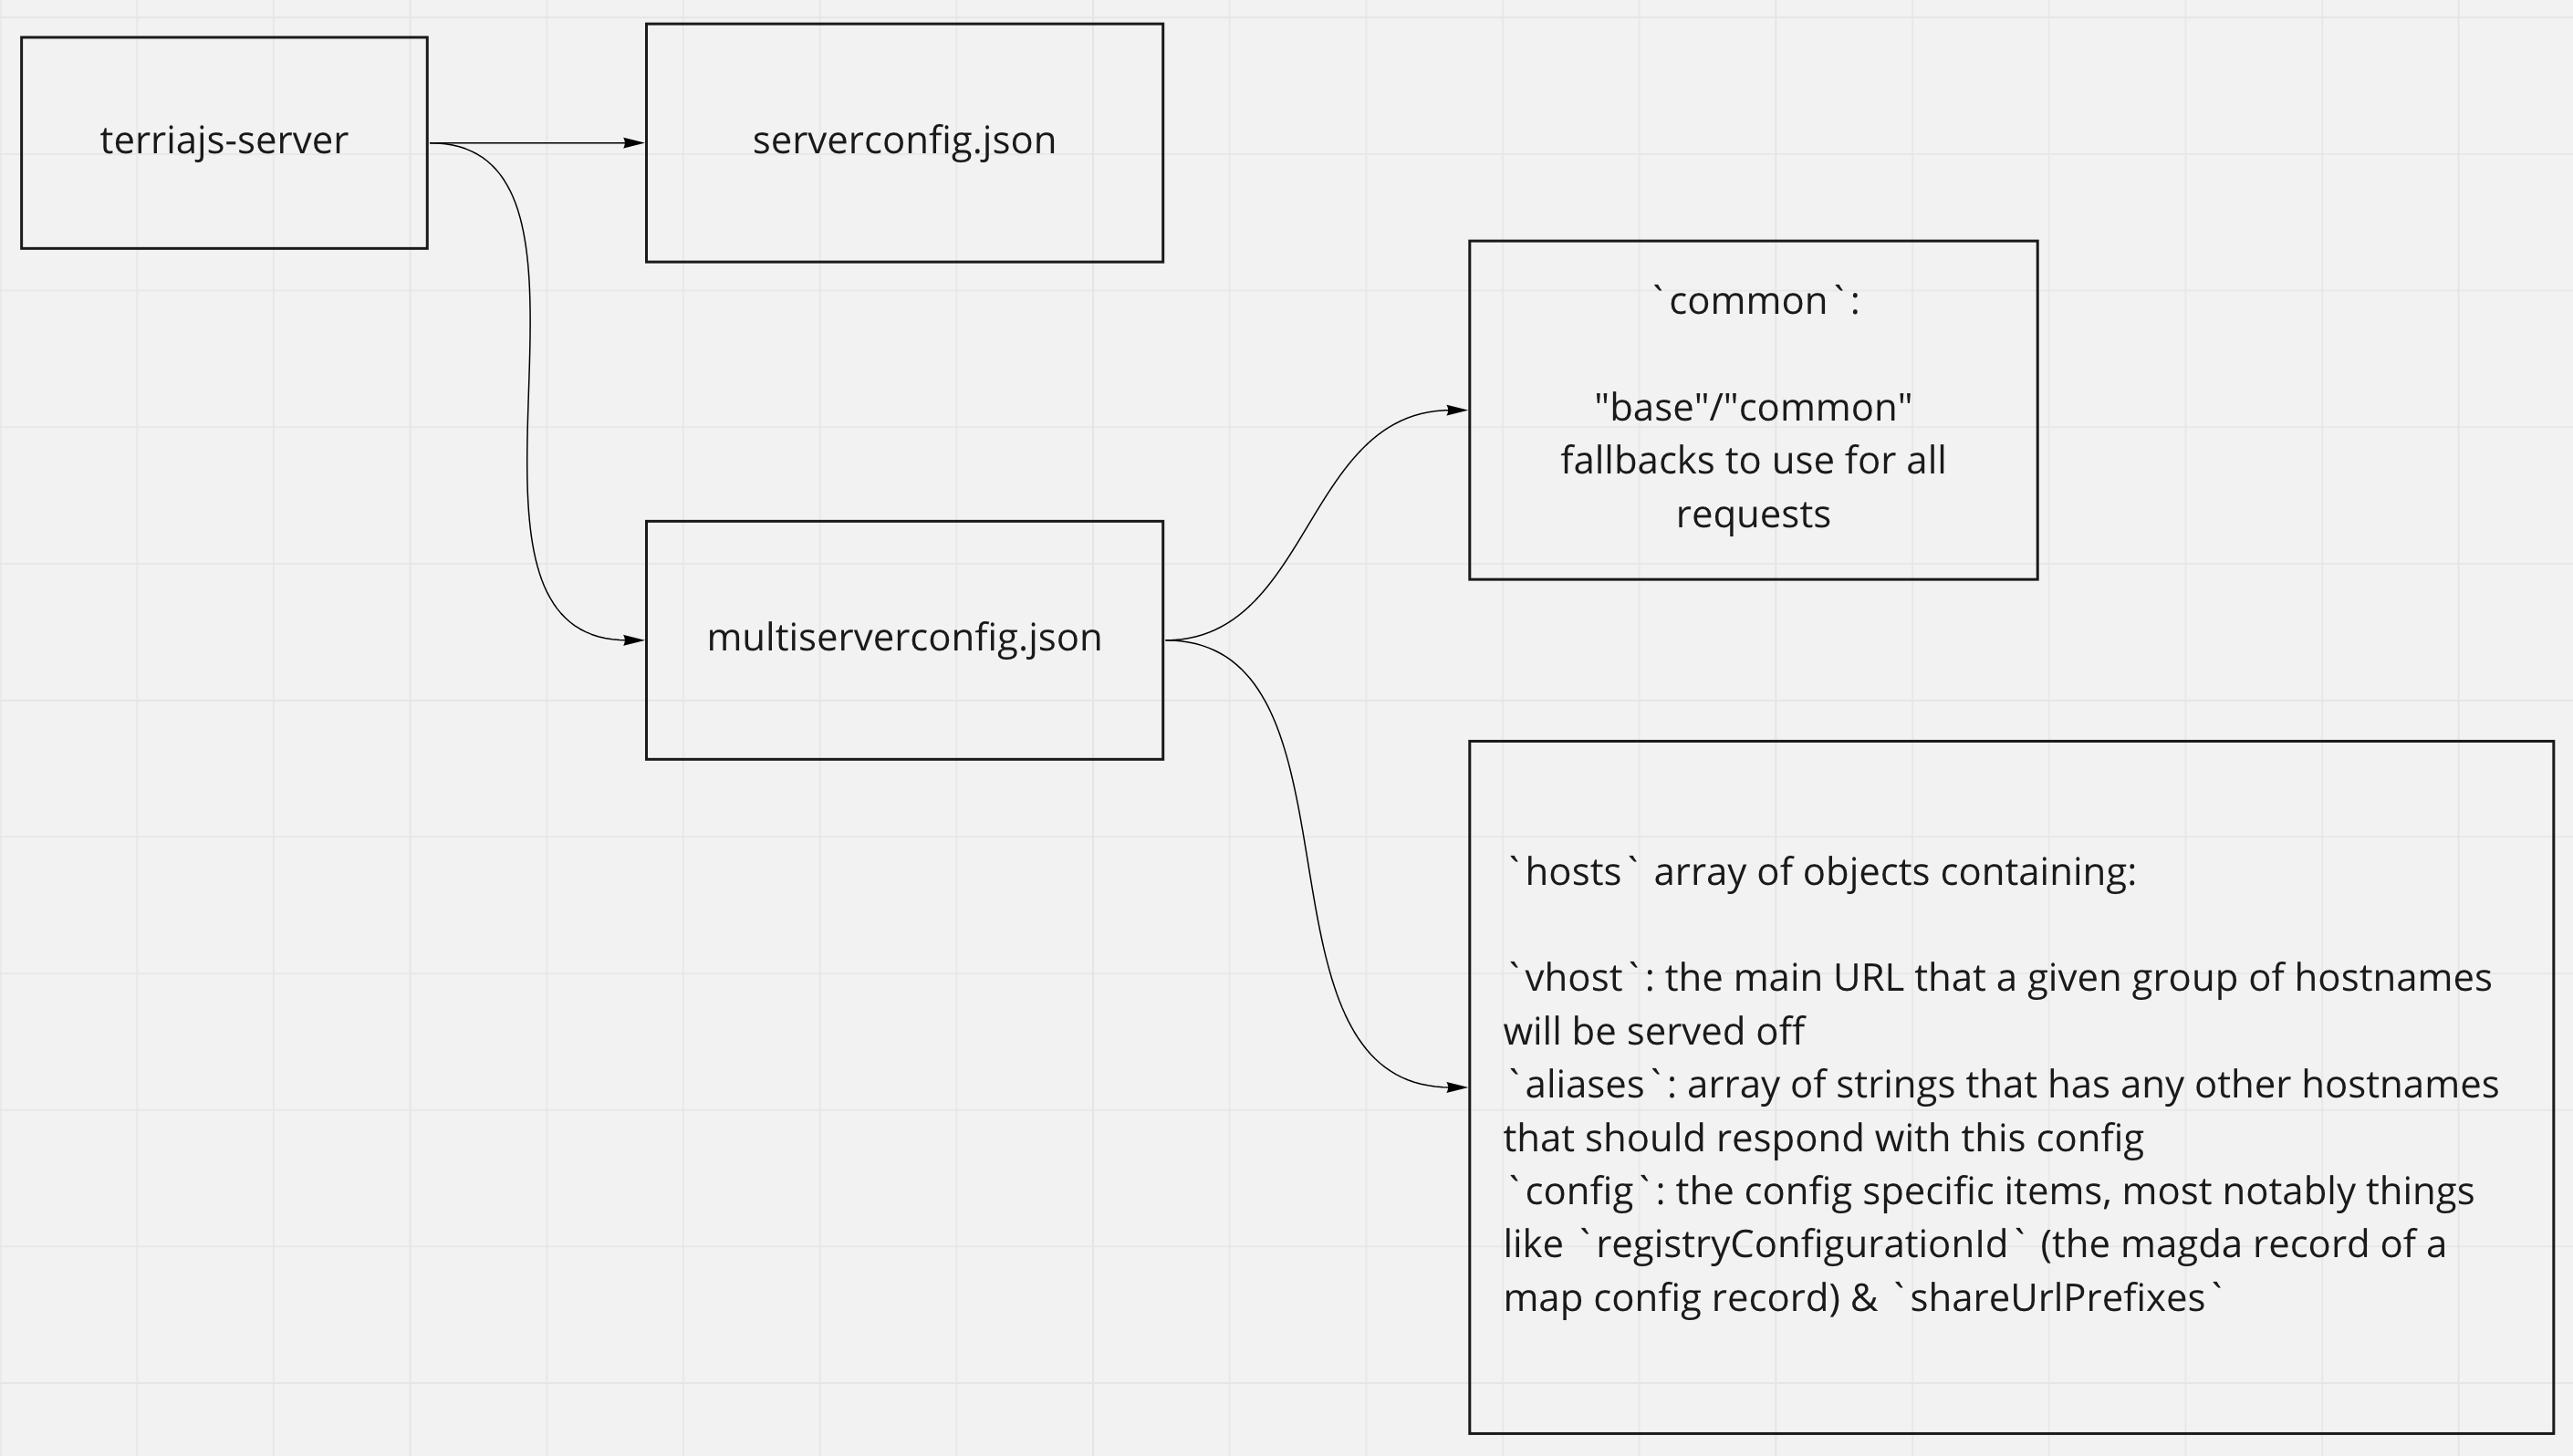 terriajs-server
serverconfig.json
`common`:
"base"/"common"
fallbacks to use for all
requests
multiserverconfig.json
`hosts` array of objects containing:
`vhost`: the main URL that a given group of hostnames
will be served off
`aliases`: array of strings that has any other hostnames
that should respond with this config
`config`: the config specific items, most notably things
like `registryConfigurationId` (the magda record of a
map config record) & `shareUrlPrefixes`